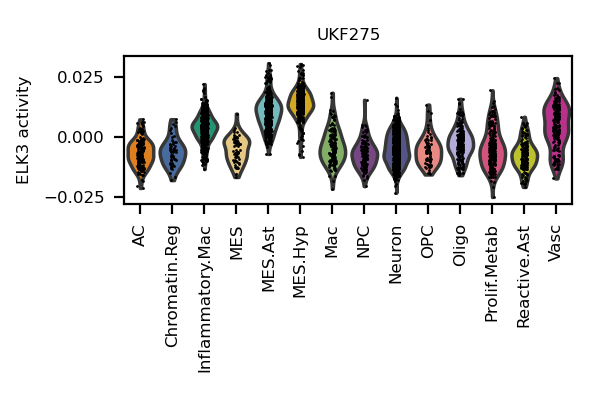 UKF275
ELK3 activity
0.025
0.000
−0.025
AC
Chromatin.Reg
Inflammatory.Mac
MES
MES.Ast
MES.Hyp
Mac
NPC
Neuron
OPC
Oligo
Prolif.Metab
Reactive.Ast
Vasc